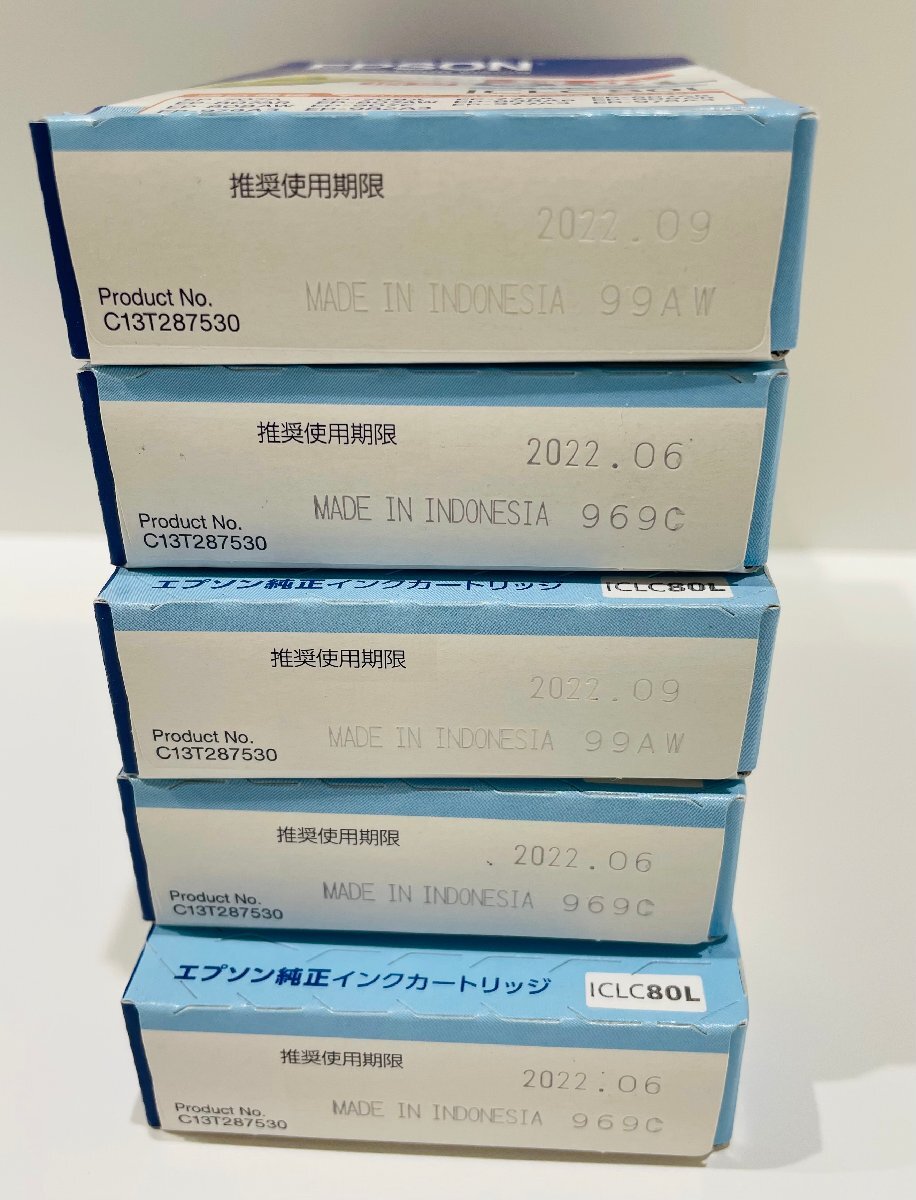 EPSON
推奨使用期限
2022.09
Product No.
C13T287530
MADE IN INDONESIA 99AW
推奨使用期限
2022.06
Product No.
C13T287530
MADE IN INDONESIA 969C
エプソン純正インクカートリッジ ICLC80L
推奨使用期限
2022.09
Product No.
C13T287530
MADE IN INDONESIA 99AW
推奨使用期限
2022.06
Product No.
C13T287530
MADE IN INDONESIA 969C
エプソン純正インクカートリッジ ICLC80L
推奨使用期限
2022.06
Product No.
C13T287530
MADE IN INDONESIA 969C